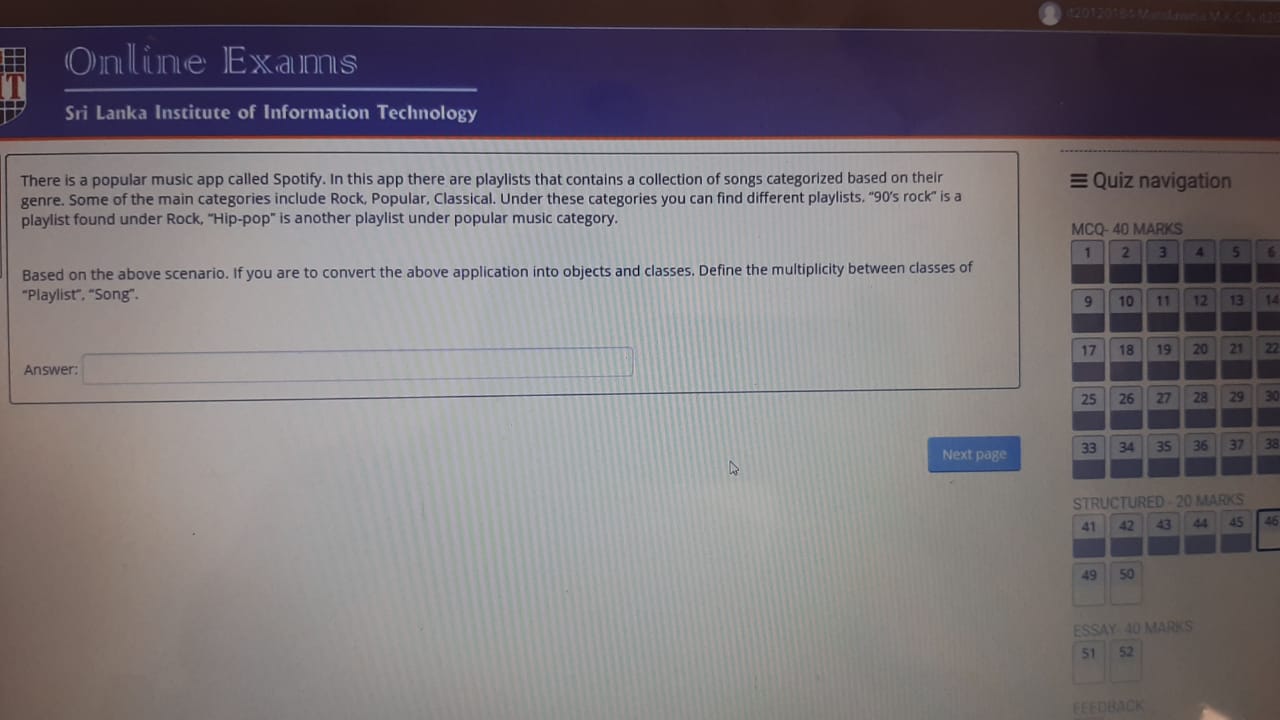 Online Exams
Sri Lanka Institute of Information Technology
There is a popular music app called Spotify. In this app there are playlists that contains a collection of songs categorized based on their
genre. Some of the main categories include Rock, Popular, Classical. Under these categories you can find different playlists. “90’s rock” is a
playlist found under Rock, “Hip-pop” is another playlist under popular music category.
Based on the above scenario. If you are to convert the above application into objects and classes. Define the multiplicity between classes of
“Playlist”, “Song”.
Answer:
Next page
Quiz navigation
MCQ- 40 MARKS
1 2 3 4 5 6
9 10 11 12 13 14
17 18 19 20 21 22
25 26 27 28 29 30
33 34 35 36 37 38
STRUCTURED - 20 MARKS
41 42 43 44 45 46
49 50
ESSAY- 40 MARKS
51 52
FEEDBACK